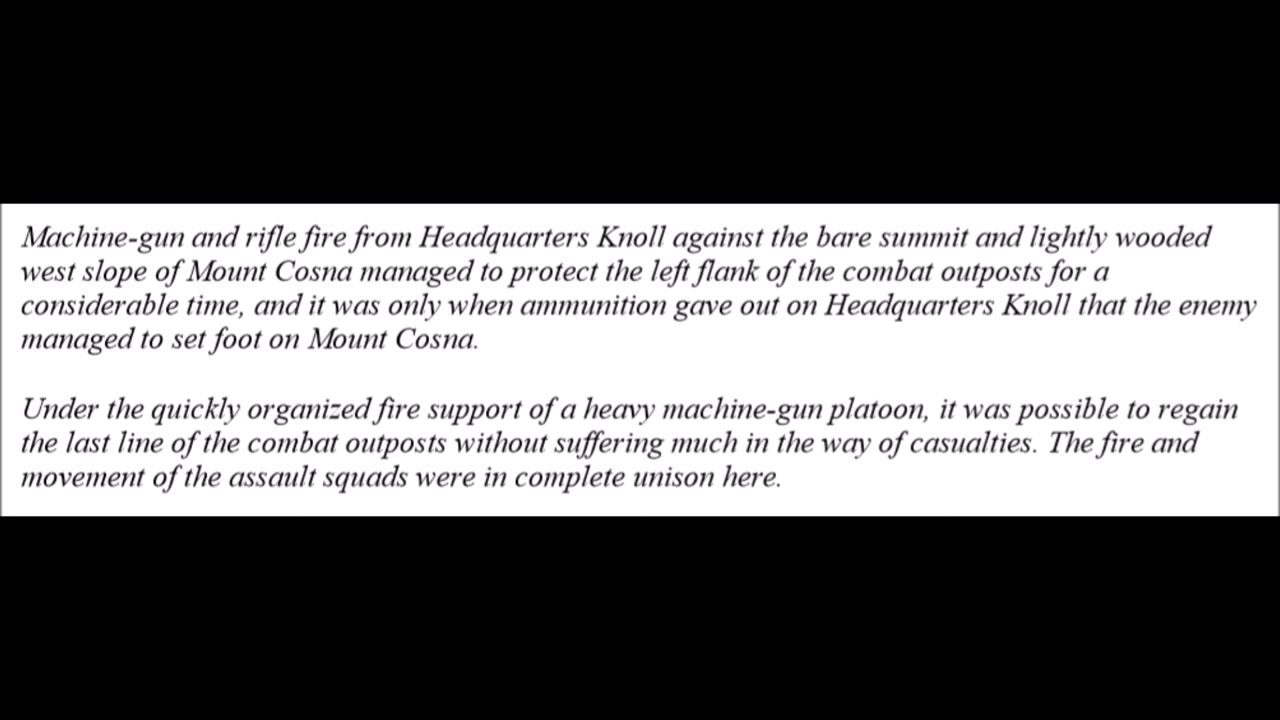 Machine-gun and rifle fire from Headquarters Knoll against the bare summit and lightly wooded
west slope of Mount Cosna managed to protect the left flank of the combat outposts for a
considerable time, and it was only when ammunition gave out on Headquarters Knoll that the enemy
managed to set foot on Mount Cosna.
Under the quickly organized fire support of a heavy machine-gun platoon, it was possible to regain
the last line of the combat outposts without suffering much in the way of casualties. The fire and
movement of the assault squads were in complete unison here.